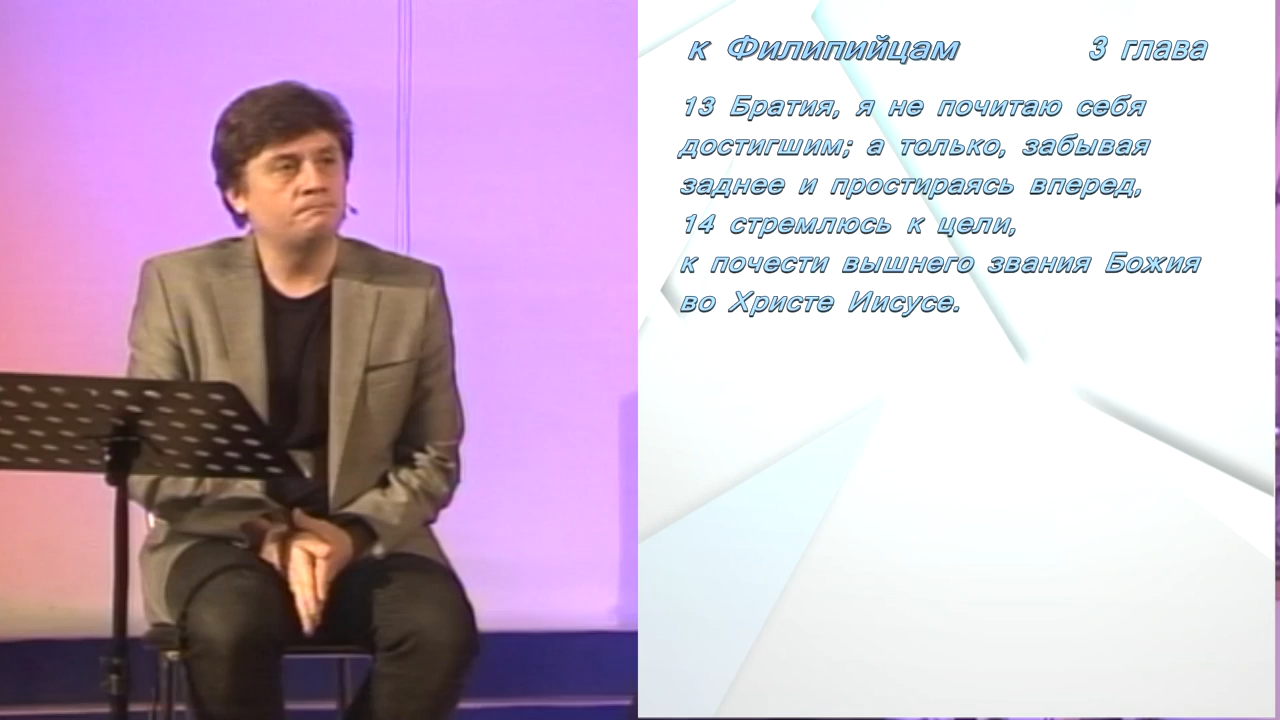 к Филипийцам 3 глава
13 Братия, я не почитаю себя
достигшим; а только, забывая
заднее и простираясь вперед,
14 стремлюсь к цели,
к почести вышнего звания Божия
во Христе Иисусе.